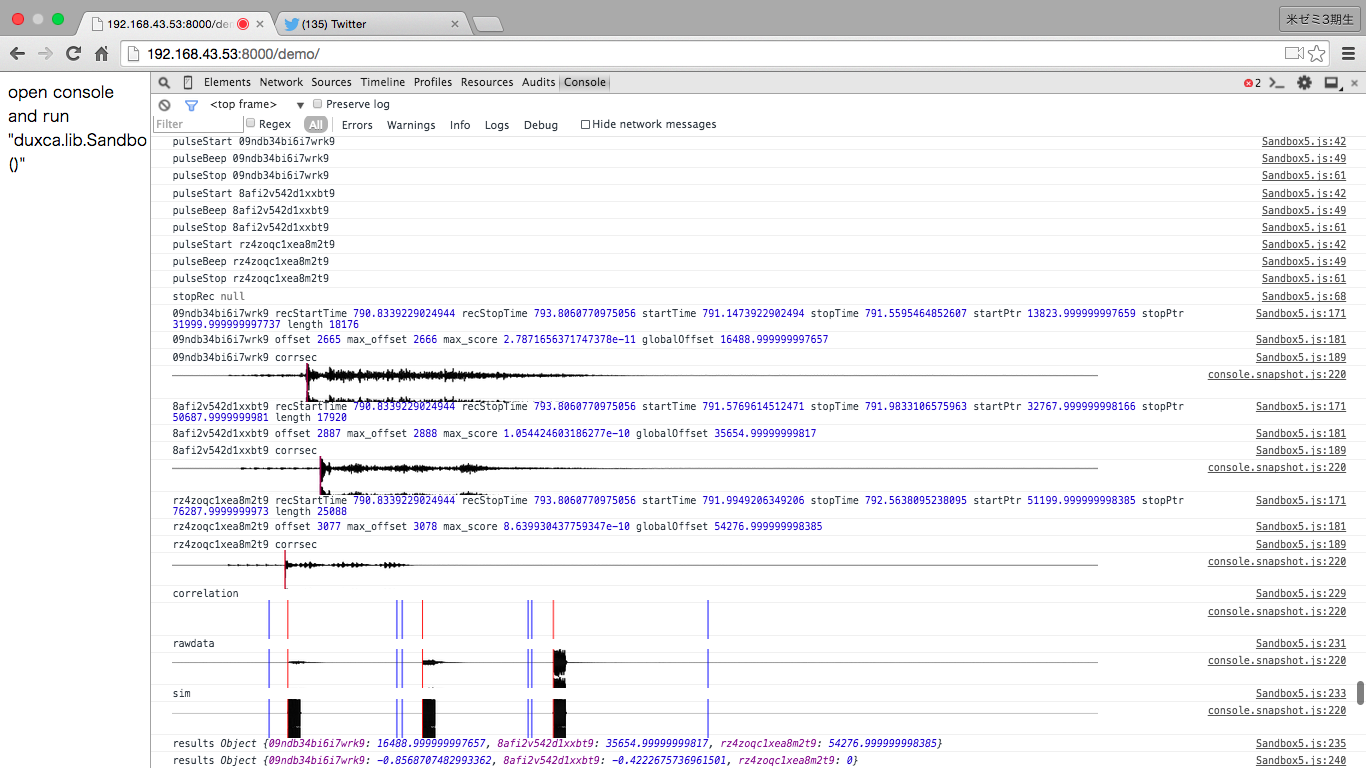 192.168.43.53:8000/de
(135) Twitter
米ゼミ3期生
192.168.43.53:8000/demo/
open console
and run
"duxca.lib.Sandbo
()"
Elements Network Sources Timeline Profiles Resources Audits Console
2
<top frame> ▼ Preserve log
Filter Regex All Errors Warnings Info Logs Debug Hide network messages
pulseStart 09ndb34bi6i7wrk9 Sandbox5.js:42
pulseBeep 09ndb34bi6i7wrk9 Sandbox5.js:49
pulseStop 09ndb34bi6i7wrk9 Sandbox5.js:61
pulseStart 8afi2v542d1xxbt9 Sandbox5.js:42
pulseBeep 8afi2v542d1xxbt9 Sandbox5.js:49
pulseStop 8afi2v542d1xxbt9 Sandbox5.js:61
pulseStart rz4zoqc1xea8m2t9 Sandbox5.js:42
pulseBeep rz4zoqc1xea8m2t9 Sandbox5.js:49
pulseStop rz4zoqc1xea8m2t9 Sandbox5.js:61
stopRec null Sandbox5.js:68
09ndb34bi6i7wrk9 recStartTime 790.8339229024944 recStopTime 793.8060770975056 startTime 791.1473922902494 stopTime 791.5595464852607 startPtr 13823.999999997659 stopPtr Sandbox5.js:171
31999.999999997737 length 18176
09ndb34bi6i7wrk9 offset 2665 max_offset 2666 max_score 2.7871656371747378e-11 globalOffset 16488.999999997657 Sandbox5.js:181
09ndb34bi6i7wrk9 corrsec Sandbox5.js:189
console.snapshot.js:220
8afi2v542d1xxbt9 recStartTime 790.8339229024944 recStopTime 793.8060770975056 startTime 791.5769614512471 stopTime 791.9833106575963 startPtr 32767.999999998166 stopPtr Sandbox5.js:171
50687.9999999981 length 17920
8afi2v542d1xxbt9 offset 2887 max_offset 2888 max_score 1.054424603186277e-10 globalOffset 35654.99999999817 Sandbox5.js:181
8afi2v542d1xxbt9 corrsec Sandbox5.js:189
console.snapshot.js:220
rz4zoqc1xea8m2t9 recStartTime 790.8339229024944 recStopTime 793.8060770975056 startTime 791.9949206349206 stopTime 792.5638095238095 startPtr 51199.999999998385 stopPtr Sandbox5.js:171
76287.9999999973 length 25088
rz4zoqc1xea8m2t9 offset 3077 max_offset 3078 max_score 8.639930437759347e-10 globalOffset 54276.999999998385 Sandbox5.js:181
rz4zoqc1xea8m2t9 corrsec Sandbox5.js:189
console.snapshot.js:220
correlation Sandbox5.js:229
console.snapshot.js:220
rawdata Sandbox5.js:231
console.snapshot.js:220
sim Sandbox5.js:233
console.snapshot.js:220
results Object {09ndb34bi6i7wrk9: 16488.999999997657, 8afi2v542d1xxbt9: 35654.99999999817, rz4zoqc1xea8m2t9: 54276.999999998385} Sandbox5.js:235
results Object {09ndb34bi6i7wrk9: -0.8568707482993362, 8afi2v542d1xxbt9: -0.4222675736961501, rz4zoqc1xea8m2t9: 0} Sandbox5.js:240